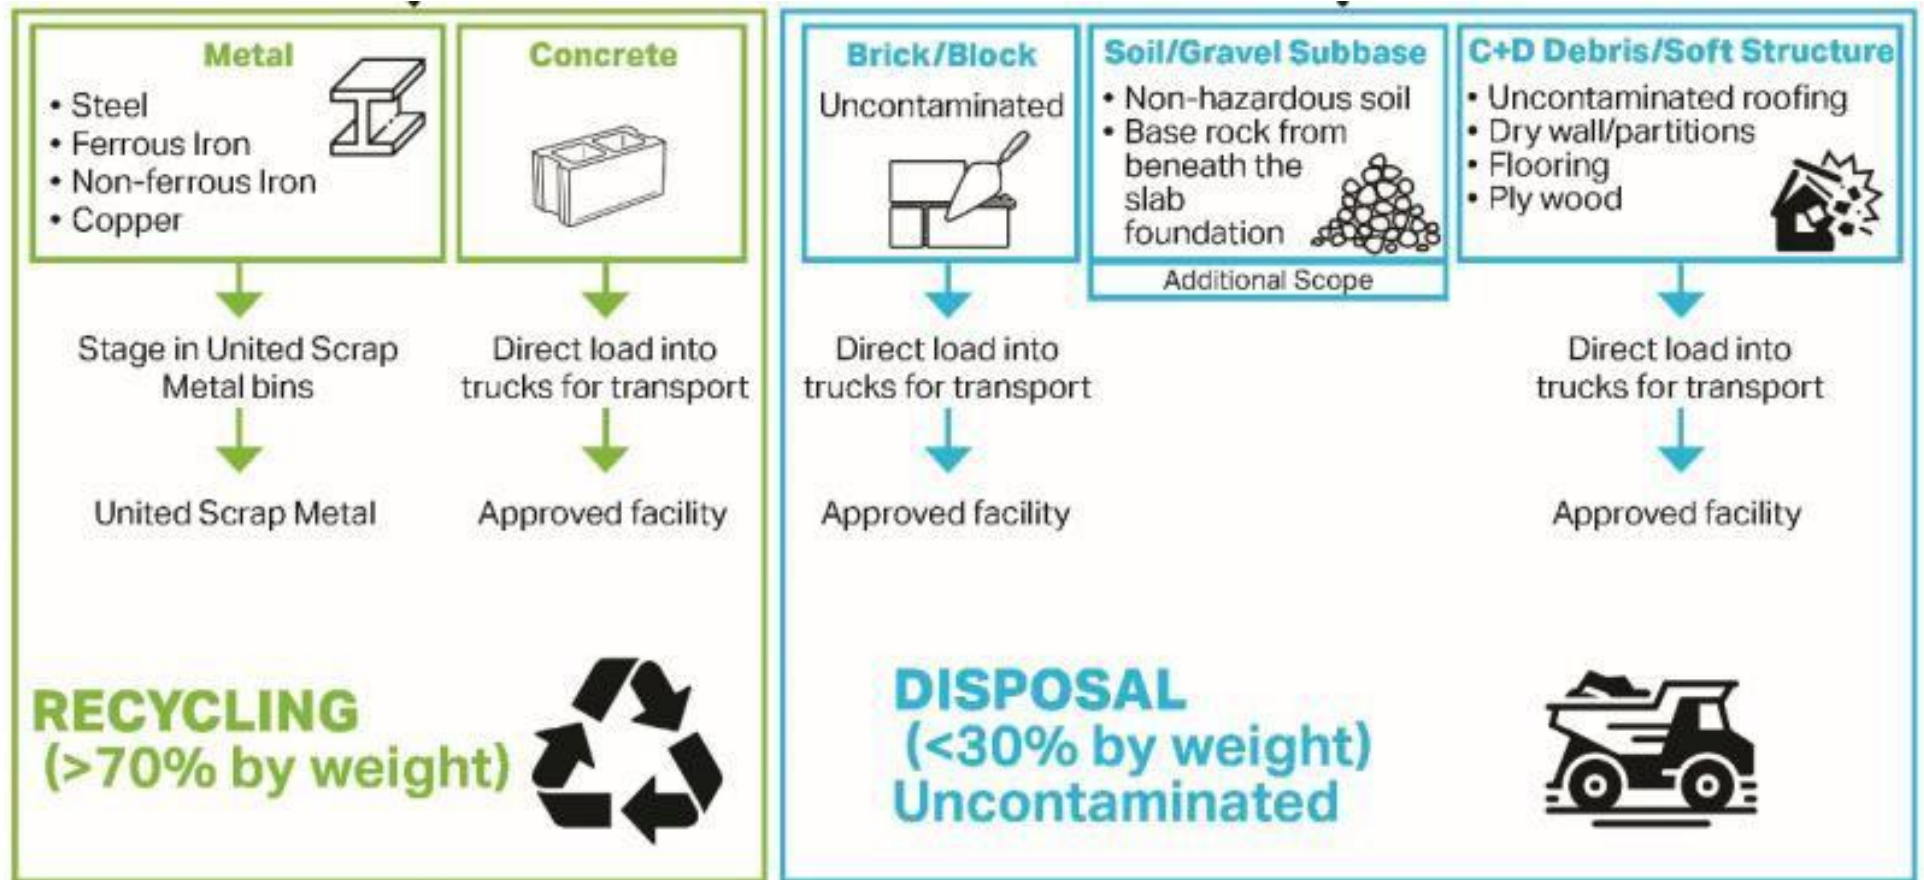 Metal
• Steel
• Ferrous Iron
• Non-ferrous Iron
• Copper
Stage in United Scrap
Metal bins
United Scrap Metal
Concrete
Direct load into
trucks for transport
Approved facility
RECYCLING
(>70% by weight)
Brick/Block
Uncontaminated
Direct load into
trucks for transport
Approved facility
Soil/Gravel Subbase
• Non-hazardous soil
• Base rock from
beneath the
slab
foundation
Additional Scope
C+D Debris/Soft Structure
• Uncontaminated roofing
• Dry wall/partitions
• Flooring
• Ply wood
Direct load into
trucks for transport
Approved facility
DISPOSAL
(<30% by weight)
Uncontaminated